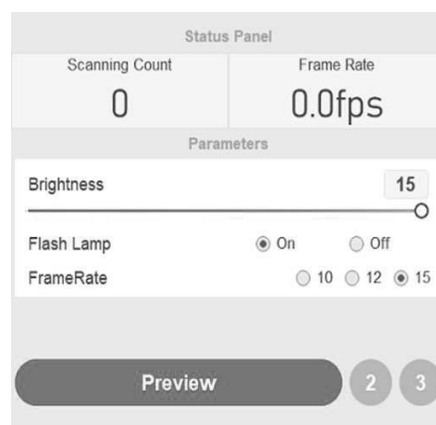 Status Panel
Scanning Count Frame Rate
0 0.0fps
Parameters
Brightness 15
Flash Lamp On Off
FrameRate 10 12 15
Preview 2 3